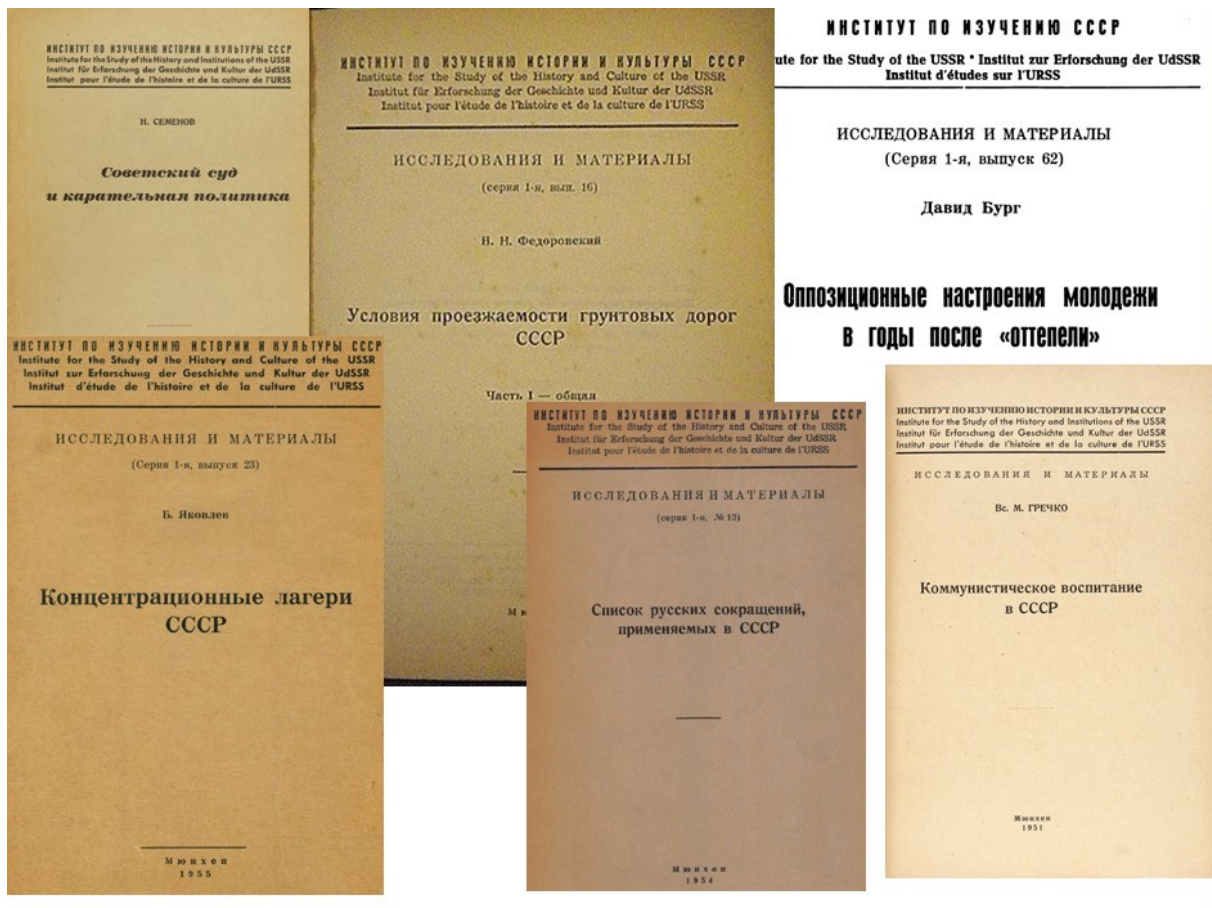 ИНСТИТУТ ПО ИЗУЧЕНИЮ ИСТОРИИ И КУЛЬТУРЫ СССР
Institute for the Study of the History and Institutions of the USSR
Institut für Erforschung der Geschichte und Kultur der UdSSR
Institut pour l'étude de l'histoire et de la culture de l'URSS
Н. СЕМЕНОВ
Советский суд
и карательная политика
ИНСТИТУТ ПО ИЗУЧЕНИЮ ИСТОРИИ И КУЛЬТУРЫ СССР
Institute for the Study of the History and Culture of the USSR
Institut für Erforschung der Geschichte und Kultur der UdSSR
Institut pour l'étude de l'histoire et de la culture de l'URSS
ИССЛЕДОВАНИЯ И МАТЕРИАЛЫ
(серия 1-я, вып. 16)
Н. Н. Федоровский
Условия проезжаемости грунтовых дорог
СССР
Часть I — общая
ИНСТИТУТ ПО ИЗУЧЕНИЮ СССР
ute for the Study of the USSR * Institut zur Erforschung der UdSSR
Institut d'études sur l'URSS
ИССЛЕДОВАНИЯ И МАТЕРИАЛЫ
(Серия 1-я, выпуск 62)
Давид Бург
Оппозиционные настроения молодежи
в годы после «оттепели»
ИНСТИТУТ ПО ИЗУЧЕНИЮ ИСТОРИИ И КУЛЬТУРЫ СССР
Institute for the Study of the History and Culture of the USSR
Institut zur Erforschung der Geschichte und Kultur der UdSSR
Institut d'étude de l'histoire et de la culture de l'URSS
ИССЛЕДОВАНИЯ И МАТЕРИАЛЫ
(Серия 1-я, выпуск 23)
Б. Яковлев
Концентрационные лагери
СССР
Мюнхен
1955
ИНСТИТУТ ПО ИЗУЧЕНИЮ ИСТОРИИ И КУЛЬТУРЫ СССР
Institute for the Study of the History and Culture of the USSR
Institut für Erforschung der Geschichte und Kultur der UdSSR
Institut pour l'étude de l'histoire et de la culture de l'URSS
ИССЛЕДОВАНИЯ И МАТЕРИАЛЫ
(серия 1-я, № 13)
Список русских сокращений,
применяемых в СССР
Мюнхен
1954
ИНСТИТУТ ПО ИЗУЧЕНИЮ ИСТОРИИ И КУЛЬТУРЫ СССР
Institute for the Study of the History and Institutions of the USSR
Institut für Erforschung der Geschichte und Kultur der UdSSR
Institut pour l'étude de l'histoire et de la culture de l'URSS
ИССЛЕДОВАНИЯ И МАТЕРИАЛЫ
Вс. М. ГРЕЧКО
Коммунистическое воспитание
в СССР
Мюнхен
1951